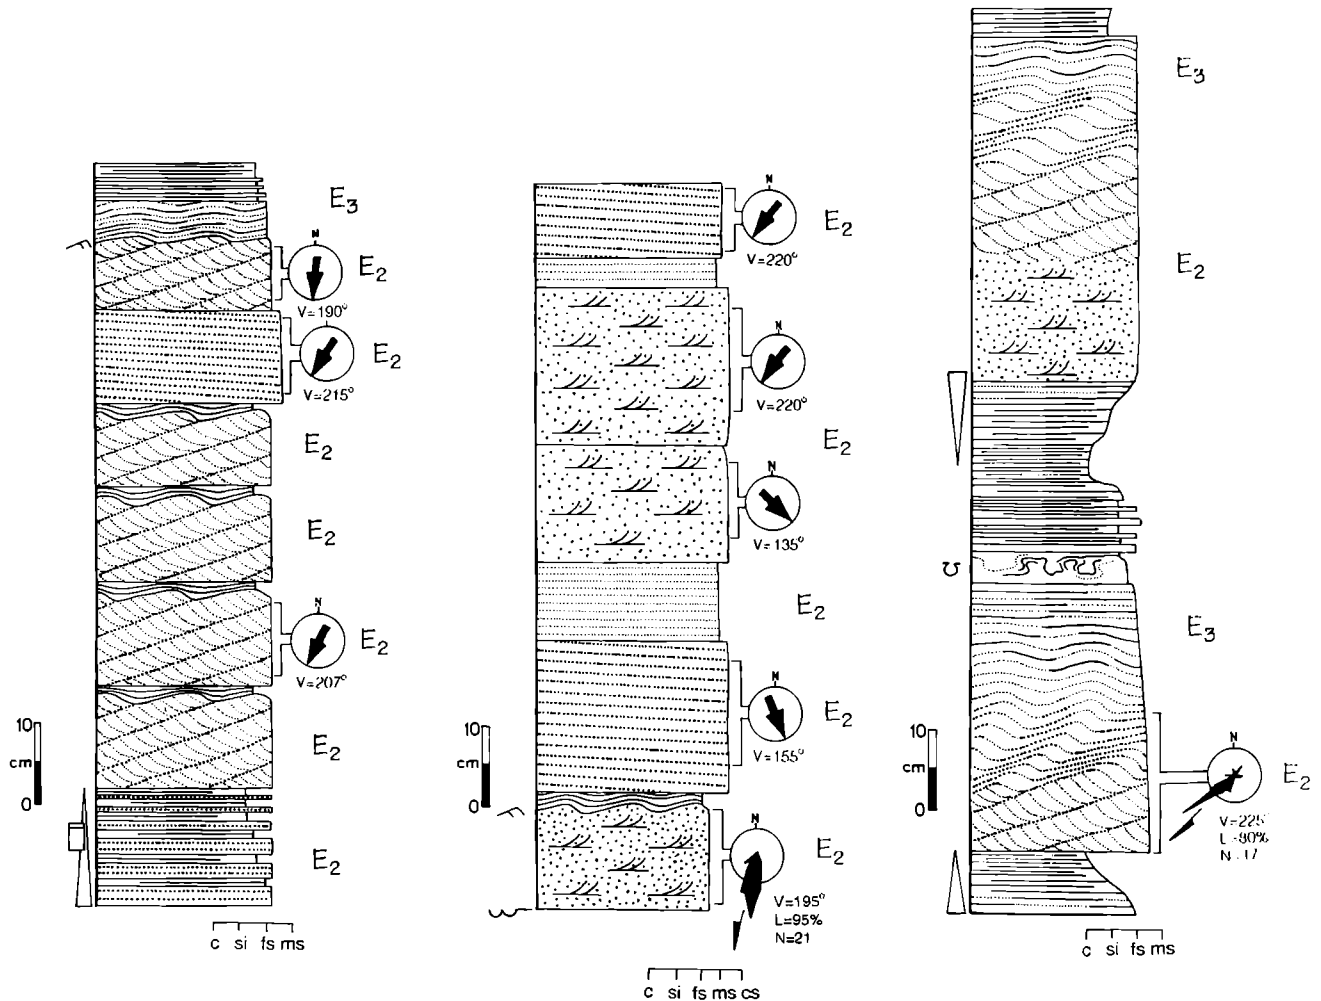 E3
N
E2
V=190°
E2
V=215°
E2
E2
N
E2
V=207°
E2
10
cm
0
E2
c si fs ms
N
E2
V=220°
N
V=220°
E2
N
V=135°
E2
N
E2
V=155°
10
cm
0
N
E2
V=195°
L=95%
N=21
c si fs ms cs
E3
E2
E3
10
cm
0
N
E2
V=225
L=80%
N=17
c si fs ms